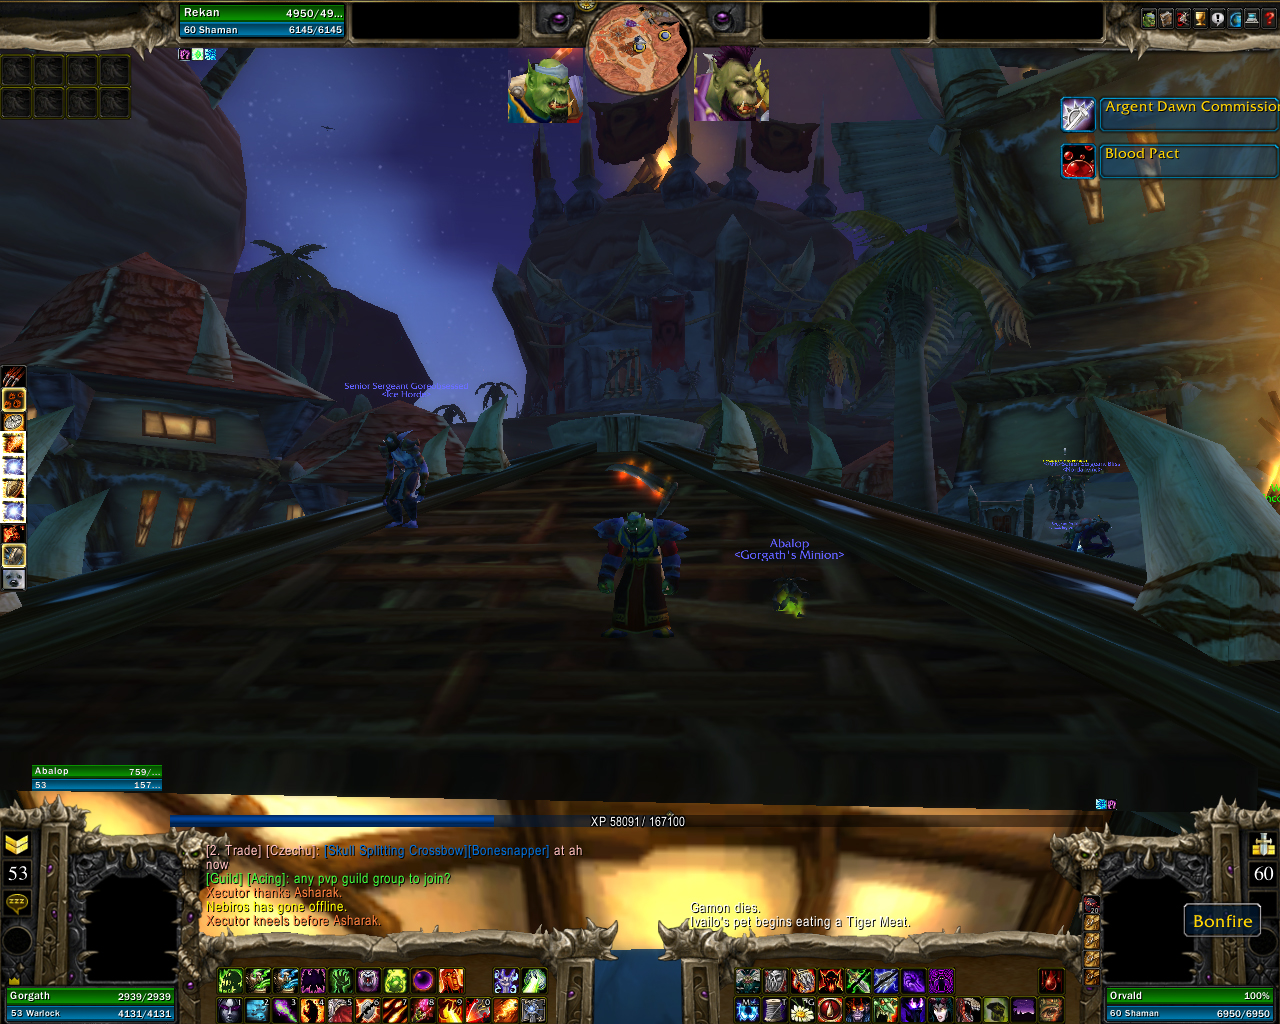 Rekan 4950/49...
60 Shaman 6145/6145
Argent Dawn Commission
Blood Pact
Senior Sergeant
<Ice Horde
Abalop
<Gorgath's Minion>
Abalop 759/...
53 157...
XP 58091/ 167100
[2. Trade] [Czechu]: [Skull Splitting Crossbow][Bonesnapper] at ah
now
[Guild] [Acing]: any pvp guild group to join?
Xecutor thanks Asharak.
Nebiros has gone offline.
Xecutor kneels before Asharak.
Gamon dies.
Ivailo's pet begins eating a Tiger Meat.
53
60
Bonfire
Gorgath 2939/2939
53 Warlock 4131/4131
Orvald 100%
60 Shaman 6950/6950